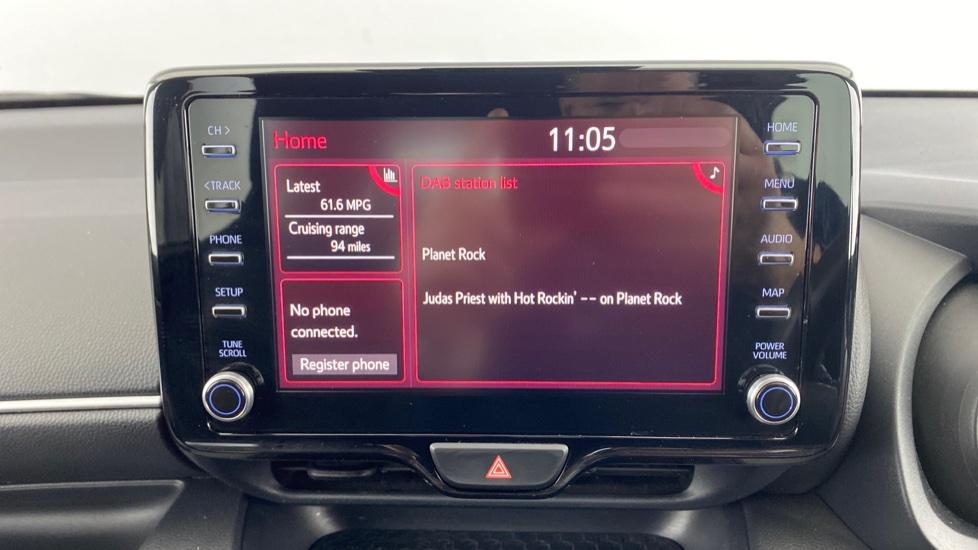 CH >
< TRACK
PHONE
SETUP
TUNE
SCROLL
Home
11:05
Latest
61.6 MPG
Cruising range
94 miles
No phone
connected.
Register phone
DAB station list
Planet Rock
Judas Priest with Hot Rockin' -- on Planet Rock
HOME
MENU
AUDIO
MAP
POWER
VOLUME